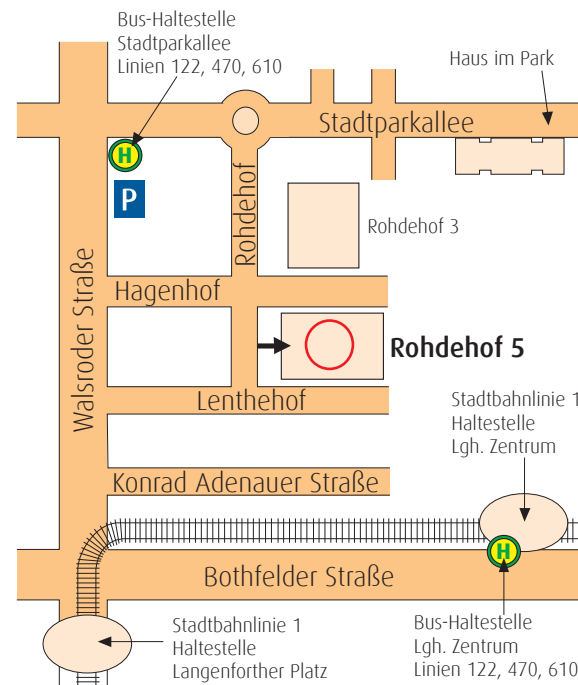 Bus-Haltestelle
Stadtparkallee
Linien 122, 470, 610
Haus im Park
Stadtparkallee
H
P
Rohdehof
Rohdehof 3
Walsroder Straße
Hagenhof
Rohdehof 5
Lenthehof
Stadtbahnlinie 1
Haltestelle
Lgh. Zentrum
Konrad Adenauer Straße
H
Bothfelder Straße
Stadtbahnlinie 1
Haltestelle
Langenforther Platz
Bus-Haltestelle
Lgh. Zentrum
Linien 122, 470, 610